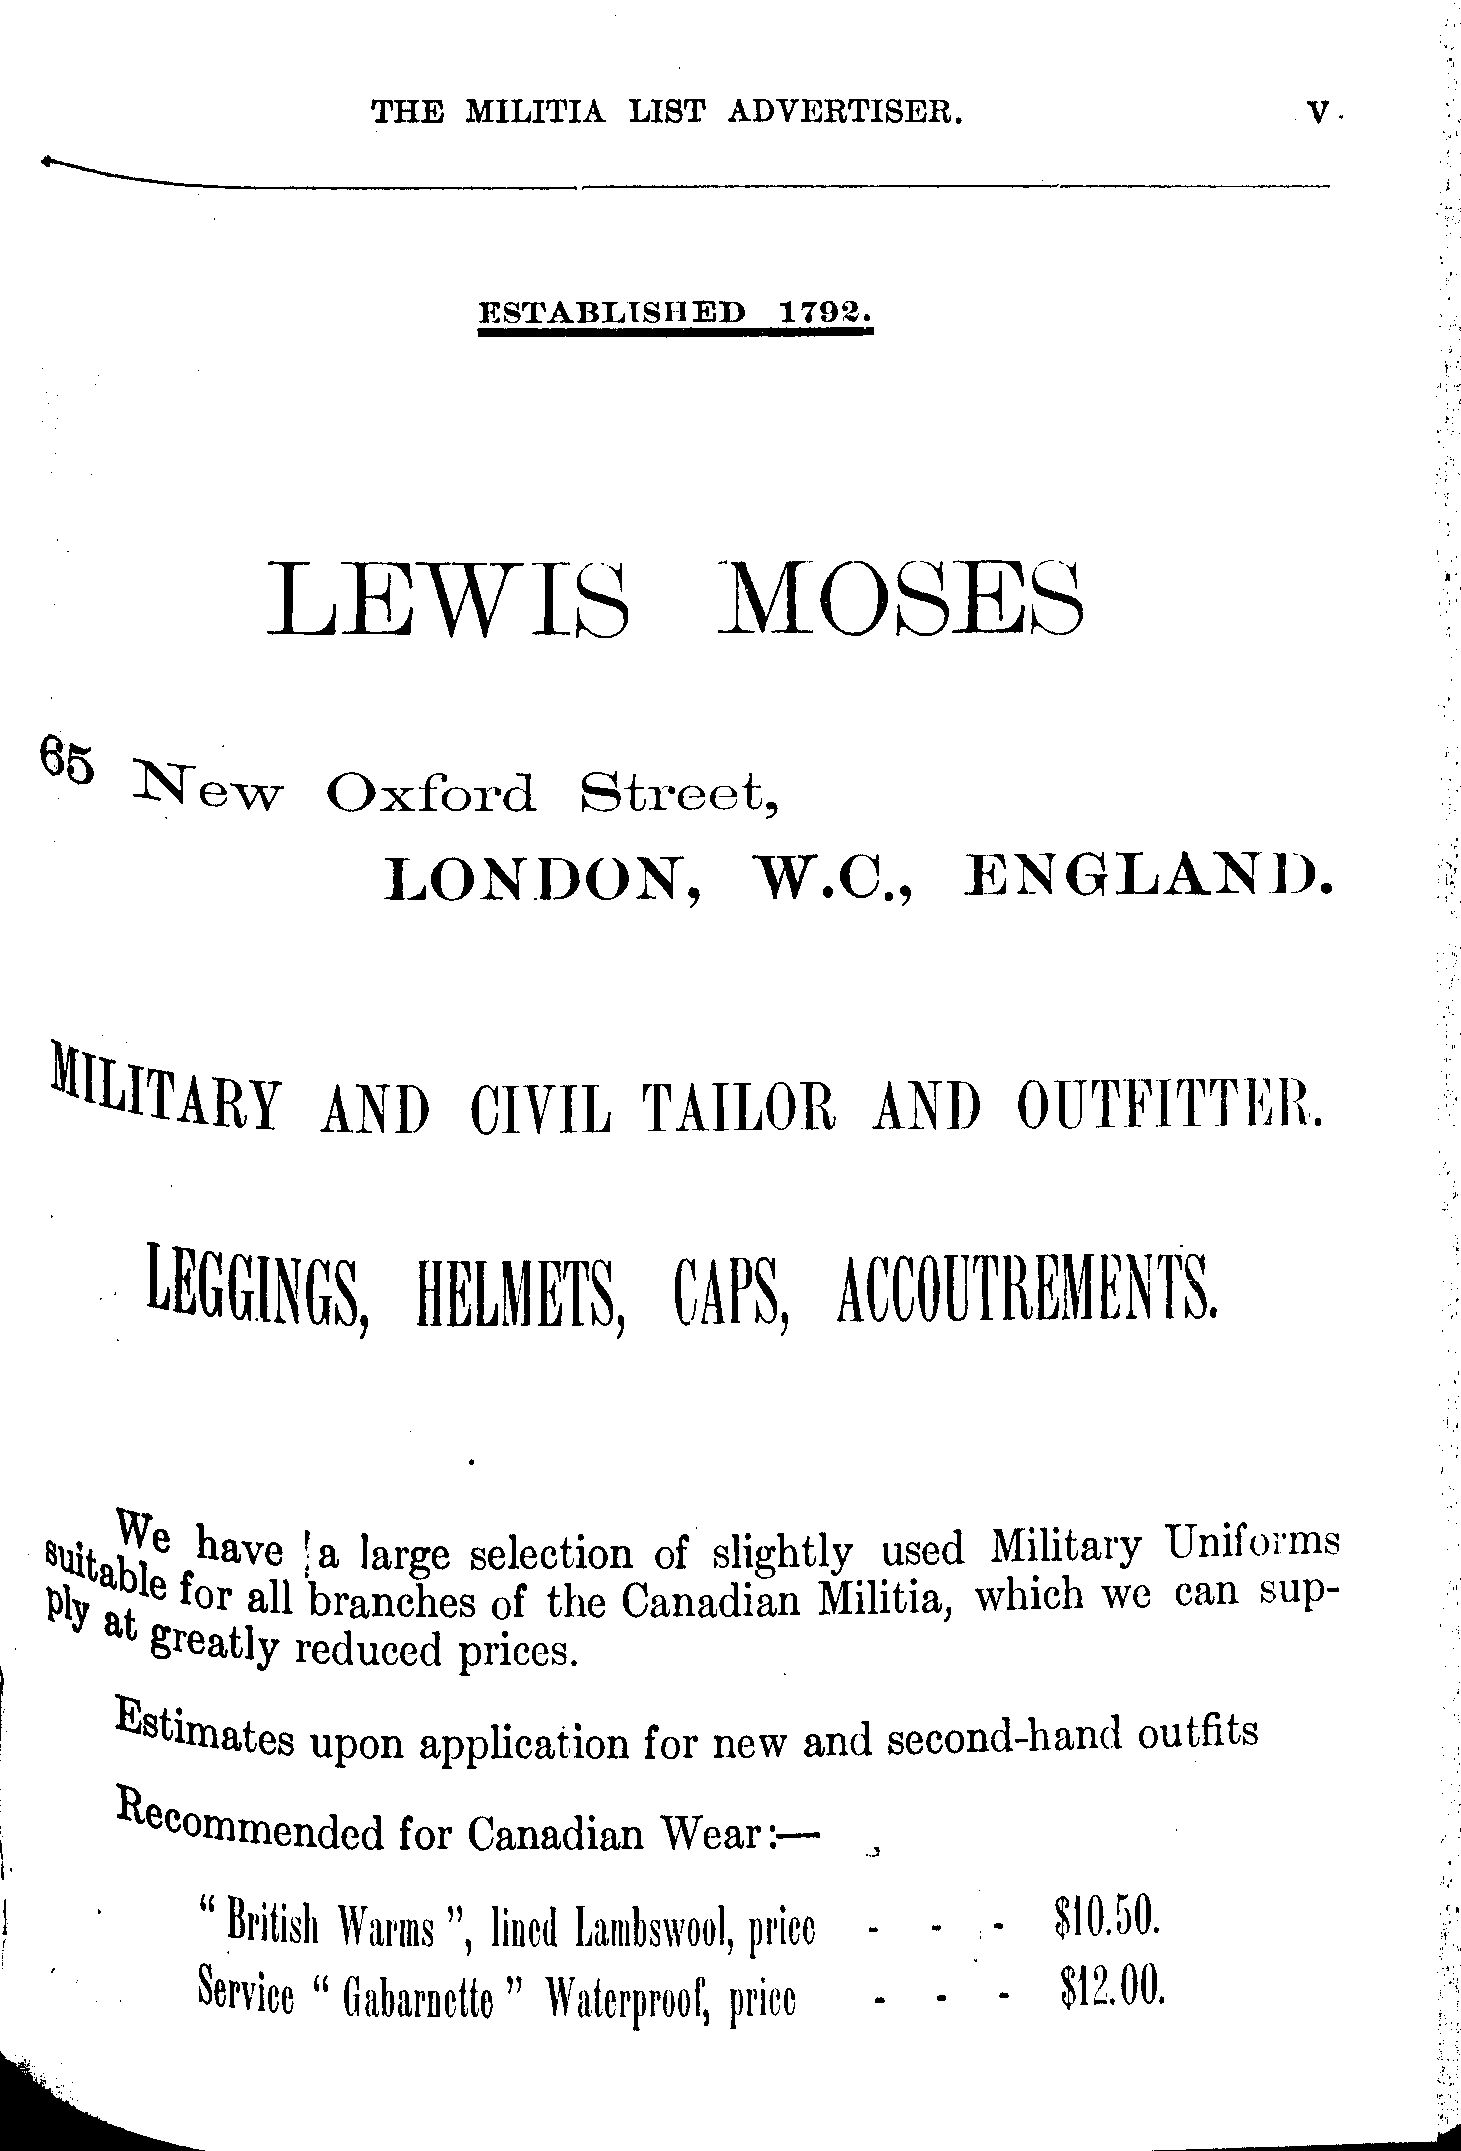 THE MILITIA LIST ADVERTISER. V.
ESTABLISHED 1792.
LEWIS MOSES
65 New Oxford Street,
LONDON, W.C., ENGLAND.
MILITARY AND CIVIL TAILOR AND OUTFITTER.
LEGGINGS, HELMETS, CAPS, ACCOUTREMENTS.
We have a large selection of slightly used Military Uniforms
suitable for all branches of the Canadian Militia, which we can sup-
ply at greatly reduced prices.
Estimates upon application for new and second-hand outfits
Recommended for Canadian Wear:—
“ British Warms ”, lined Lambswool, price - - - $10.50.
Service “ Gabarnette ” Waterproof, price - - - $12.00.